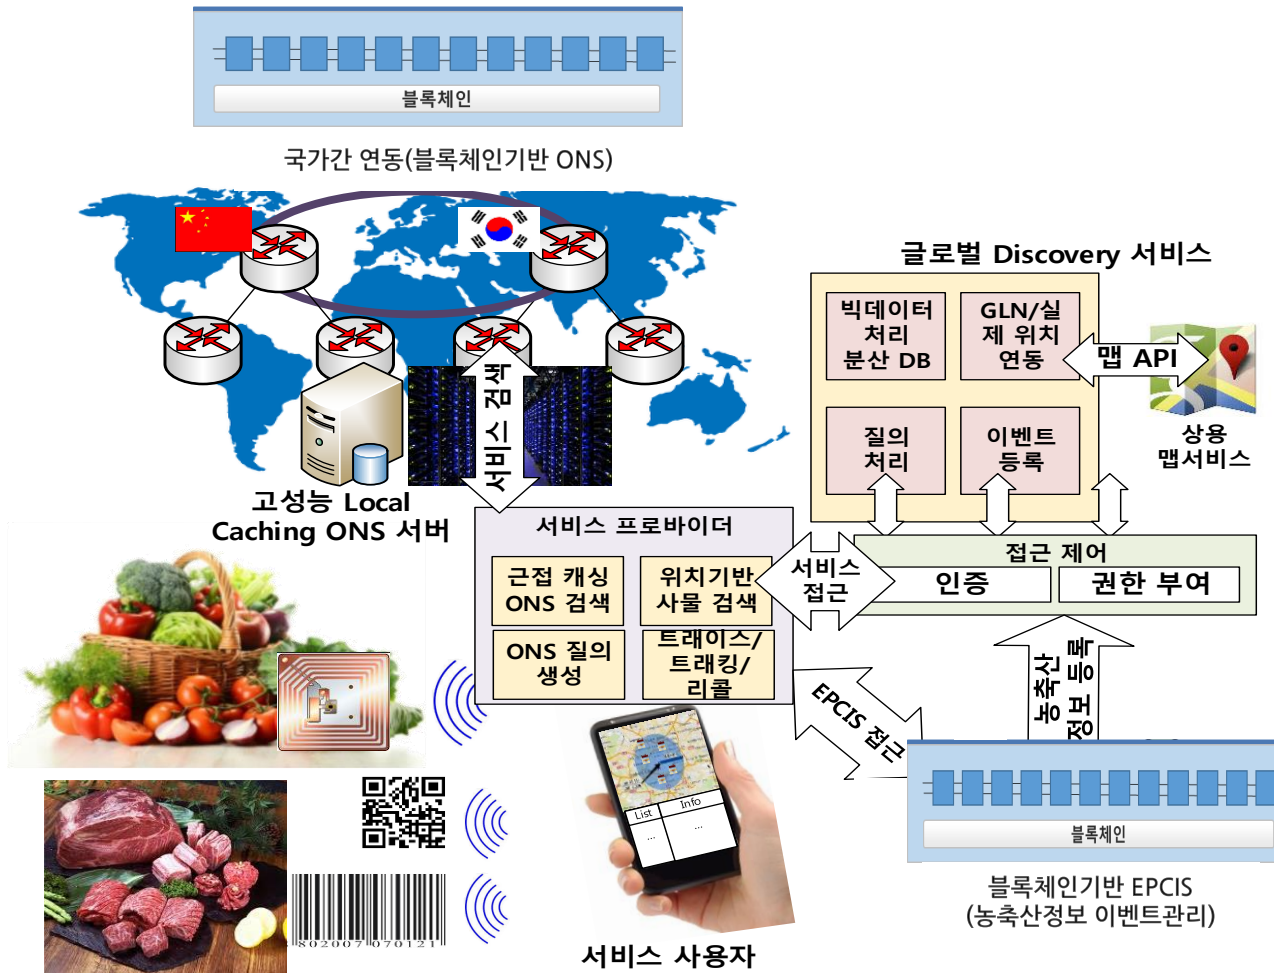 블록체인
국가간 연동(블록체인기반 ONS)
글로벌 Discovery 서비스
빅데이터
처리
분산 DB
GLN/실
제 위치
연동
맵 API
질의
처리
이벤트
등록
상용
맵서비스
서비스 검색
고성능 Local
Caching ONS 서버
서비스 프로바이더
근접 캐싱
ONS 검색
위치기반
사물 검색
ONS 질의
생성
트래이스/
트래킹/
리콜
서비스
접근
접근 제어
인증
권한 부여
농축산
정보 등록
EPCIS 접근
List
Info
...
...
블록체인
블록체인기반 EPCIS
(농축산정보 이벤트관리)
802007 070121
서비스 사용자